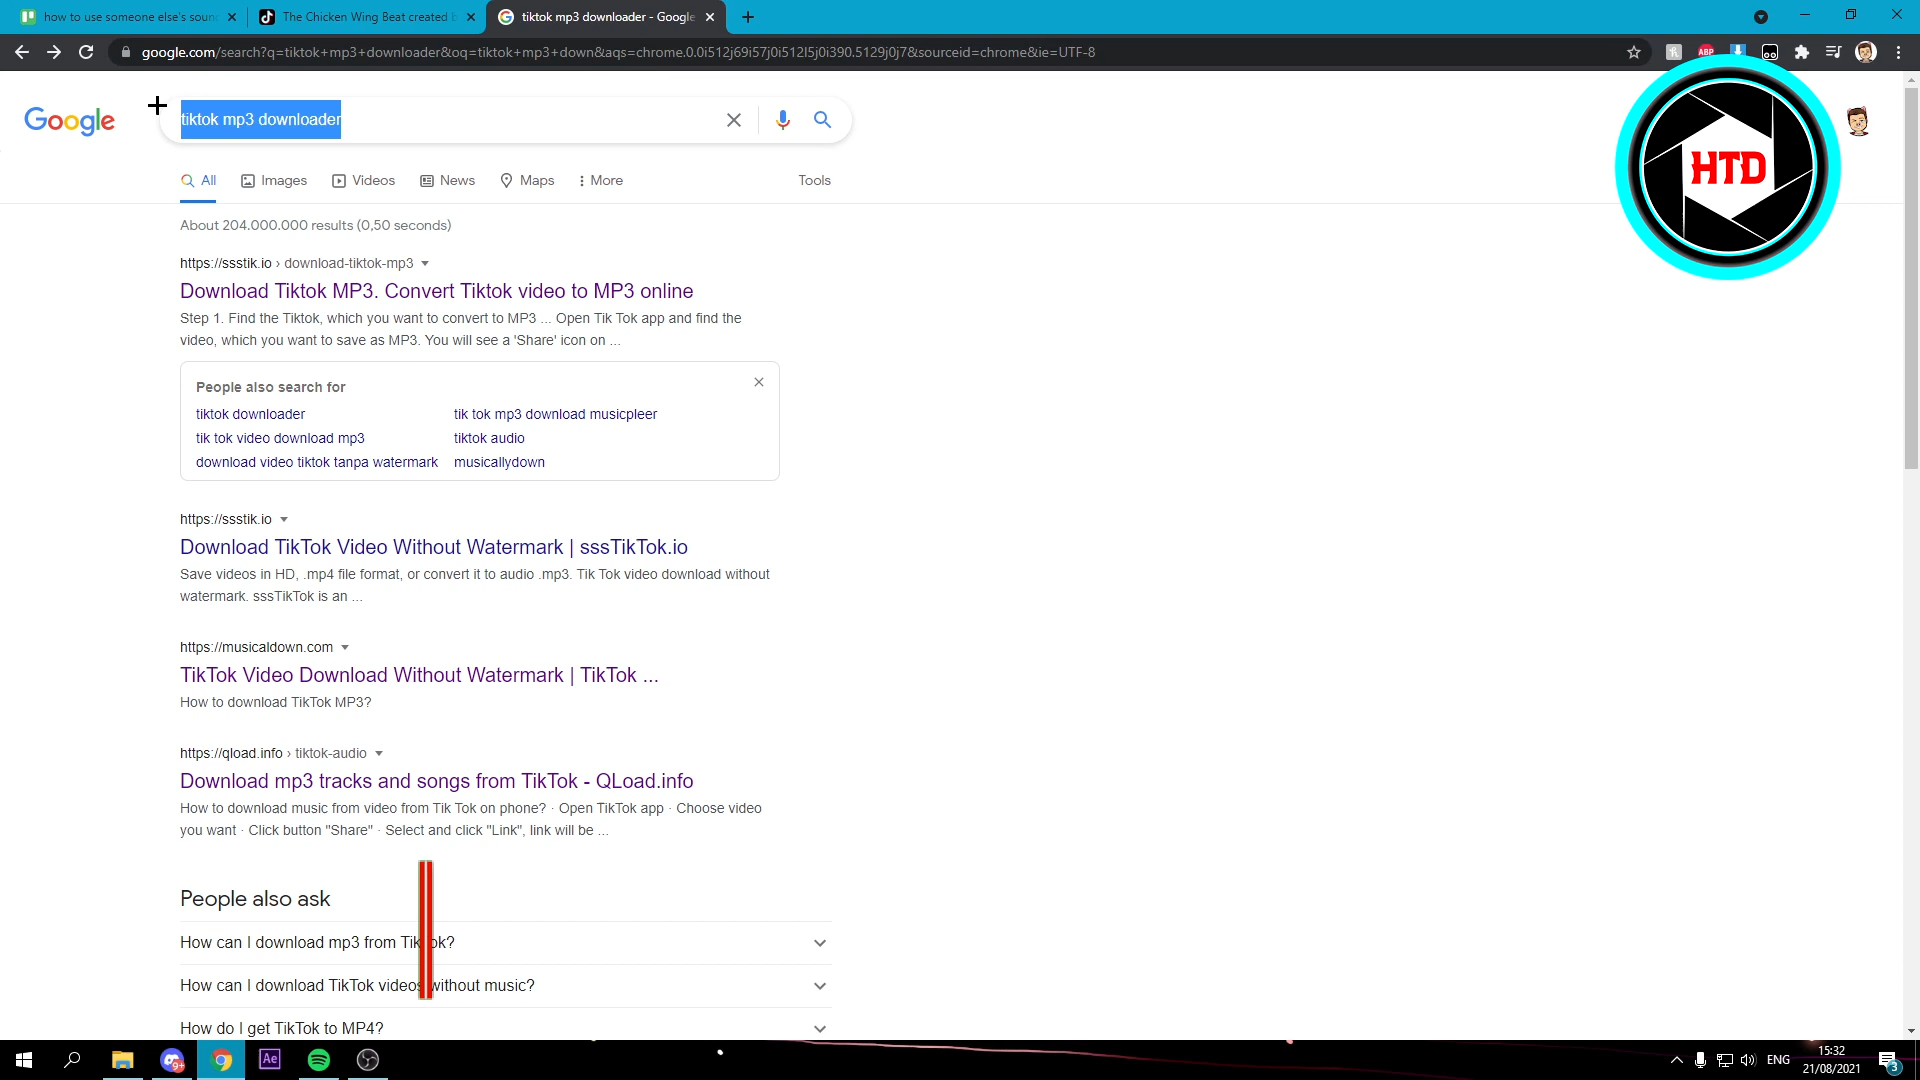 how to use someone else's soun
The Chicken Wing Beat created b
tiktok mp3 downloader - Google
google.com/search?q=tiktok+mp3+downloader&oq=tiktok+mp3+down&aqs=chrome.0.0i512j69i57j0i512l5j0i390.5129j0j7&sourceid=chrome&ie=UTF-8
ABP
Google
tiktok mp3 downloader
HTD
All
Images
Videos
News
Maps
More
Tools
About 204.000.000 results (0,50 seconds)
https://ssstik.io › download-tiktok-mp3
Download Tiktok MP3. Convert Tiktok video to MP3 online
Step 1. Find the Tiktok, which you want to convert to MP3 ... Open Tik Tok app and find the
video, which you want to save as MP3. You will see a 'Share' icon on ...
People also search for
tiktok downloader
tik tok mp3 download musicpleer
tik tok video download mp3
tiktok audio
download video tiktok tanpa watermark
musicallydown
https://ssstik.io
Download TikTok Video Without Watermark | sssTikTok.io
Save videos in HD, .mp4 file format, or convert it to audio .mp3. Tik Tok video download without
watermark. sssTikTok is an ...
https://musicaldown.com
TikTok Video Download Without Watermark | TikTok ...
How to download TikTok MP3?
https://qload.info › tiktok-audio
Download mp3 tracks and songs from TikTok - QLoad.info
How to download music from video from Tik Tok on phone? · Open TikTok app · Choose video
you want · Click button "Share" · Select and click "Link", link will be ...
People also ask
How can I download mp3 from TikTok?
How can I download TikTok videos without music?
How do I get TikTok to MP4?
9+
Ae
ENG
15:32
21/08/2021
3